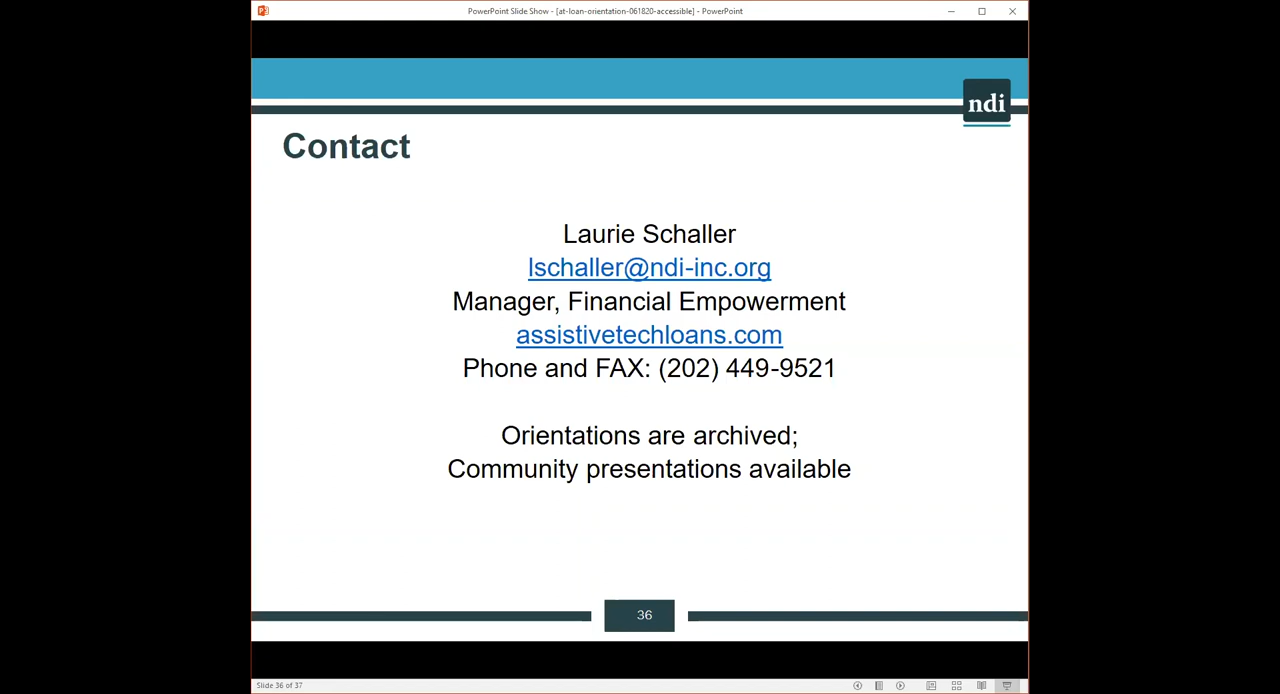 PowerPoint Slide Show - [at-loan-orientation-061820-accessible] - PowerPoint
ndi
Contact
Laurie Schaller
lschaller@ndi-inc.org
Manager, Financial Empowerment
assistivetechloans.com
Phone and FAX: (202) 449-9521
Orientations are archived;
Community presentations available
36
Slide 36 of 37